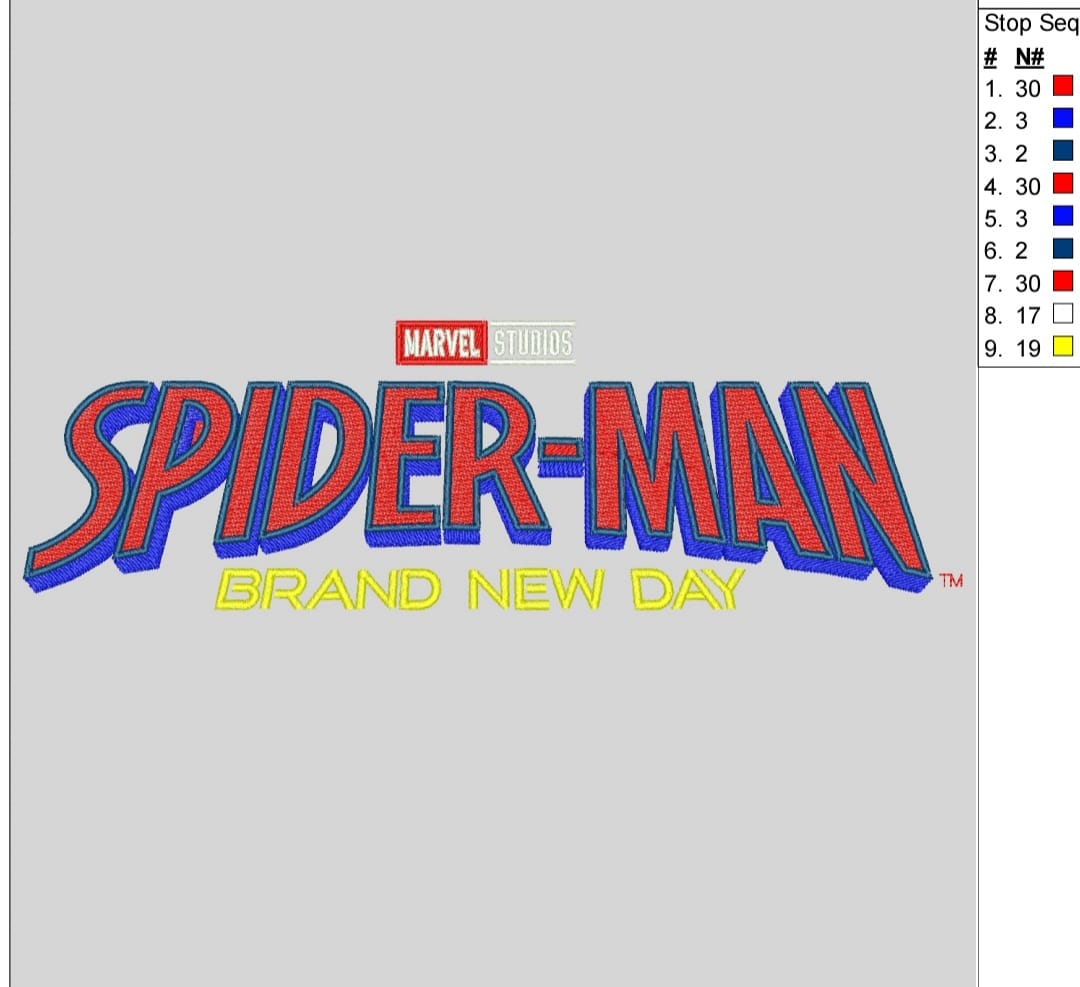 Stop Seq
# N#
1. 30
2. 3
3. 2
4. 30
5. 3
6. 2
7. 30
8. 17
9. 19
MARVEL STUDIOS
SPIDER-MAN
TM
BRAND NEW DAY